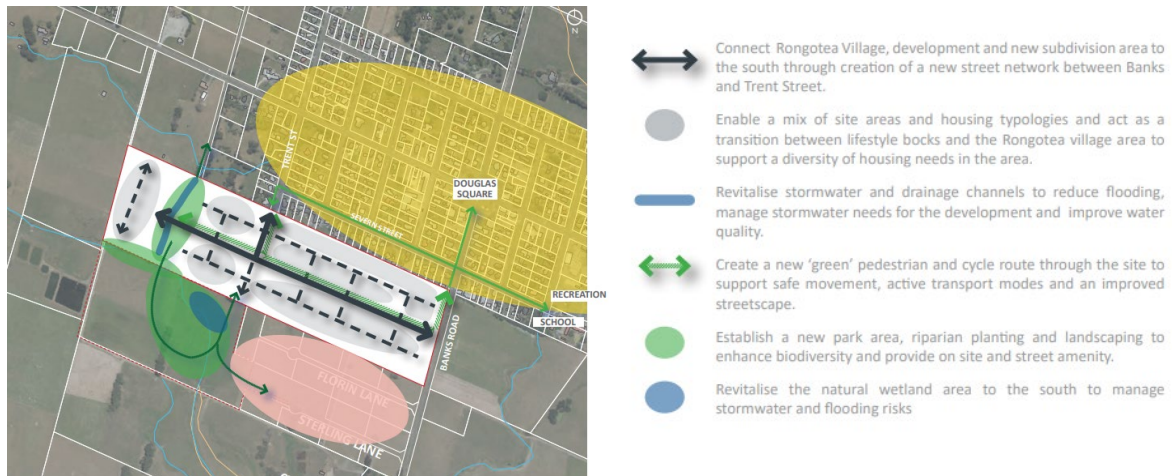 N
TRENT ST
DOUGLAS
SQUARE
SEVERN STREET
RECREATION
SCHOOL
BANKS ROAD
FLORIN LANE
STERLING LANE
Connect Rongotea Village, development and new subdivision area to
the south through creation of a new street network between Banks
and Trent Street.
Enable a mix of site areas and housing typologies and act as a
transition between lifestyle bocks and the Rongotea village area to
support a diversity of housing needs in the area.
Revitalise stormwater and drainage channels to reduce flooding,
manage stormwater needs for the development and improve water
quality.
Create a new ‘green’ pedestrian and cycle route through the site to
support safe movement, active transport modes and an improved
streetscape.
Establish a new park area, riparian planting and landscaping to
enhance biodiversity and provide on site and street amenity.
Revitalise the natural wetland area to the south to manage
stormwater and flooding risks